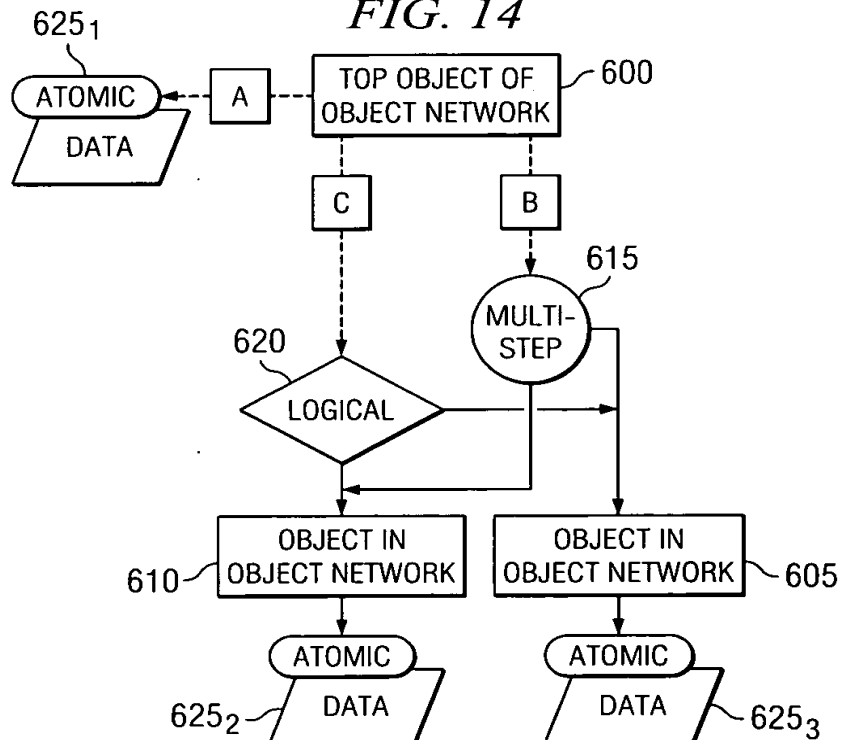 FIG. 14
625₁
ATOMIC
DATA
A
TOP OBJECT OF
OBJECT NETWORK
600
C
B
615
MULTI-
STEP
620
LOGICAL
OBJECT IN
OBJECT NETWORK
610
OBJECT IN
OBJECT NETWORK
605
ATOMIC
DATA
625₂
ATOMIC
DATA
625₃